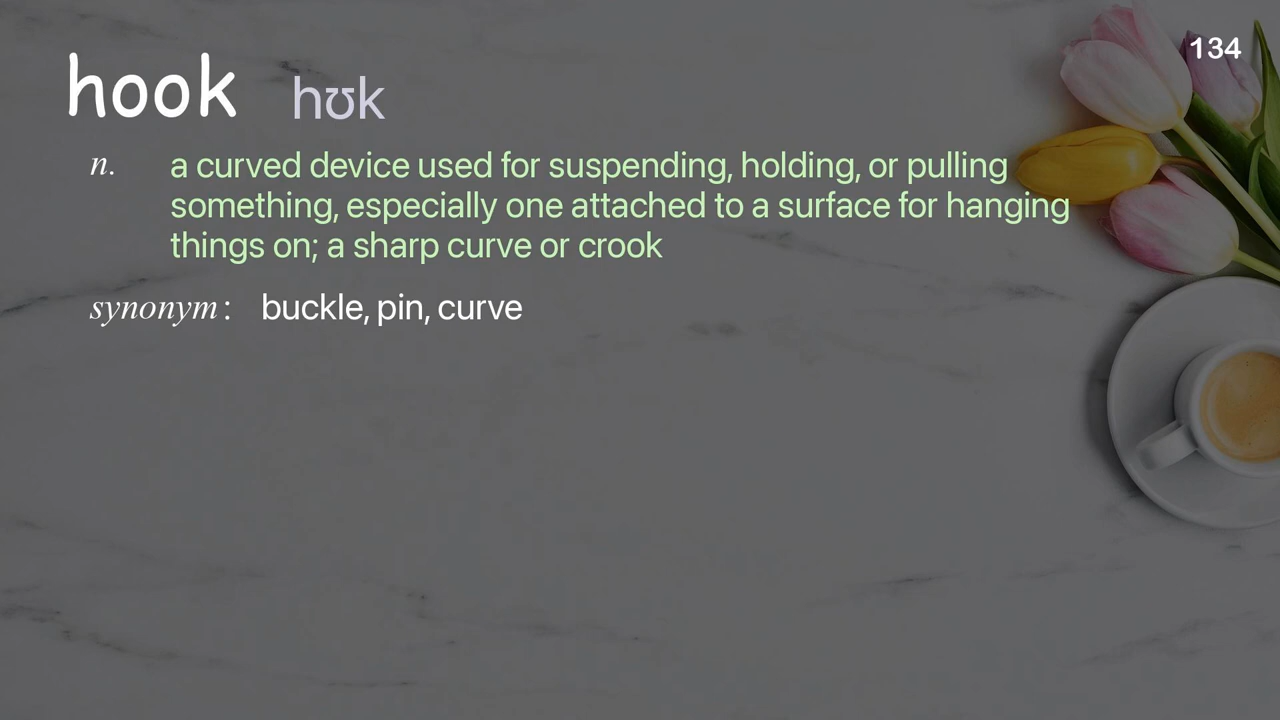 134
hook hʊk
n. a curved device used for suspending, holding, or pulling
something, especially one attached to a surface for hanging
things on; a sharp curve or crook
synonym: buckle, pin, curve